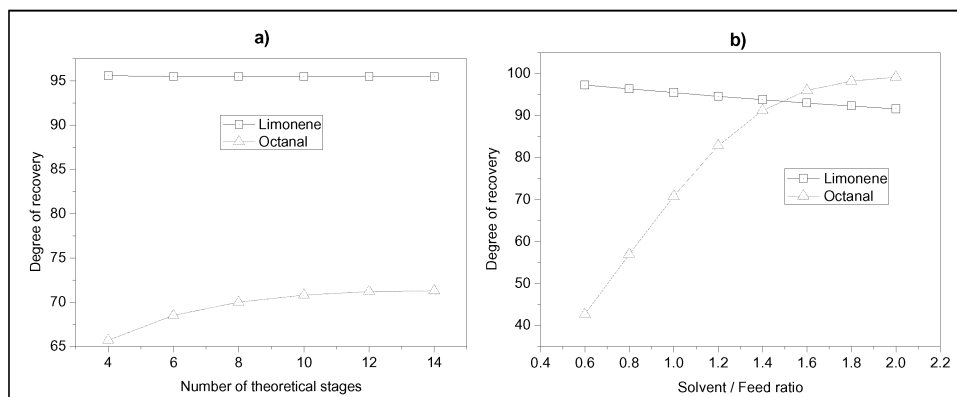 a)
95
90
85
80
75
70
65
4 6 8 10 12 14
Degree of recovery
Number of theoretical stages
Limonene
Octanal
b)
100
90
80
70
60
50
40
0.4 0.6 0.8 1.0 1.2 1.4 1.6 1.8 2.0 2.2
Degree of recovery
Solvent / Feed ratio
Limonene
Octanal